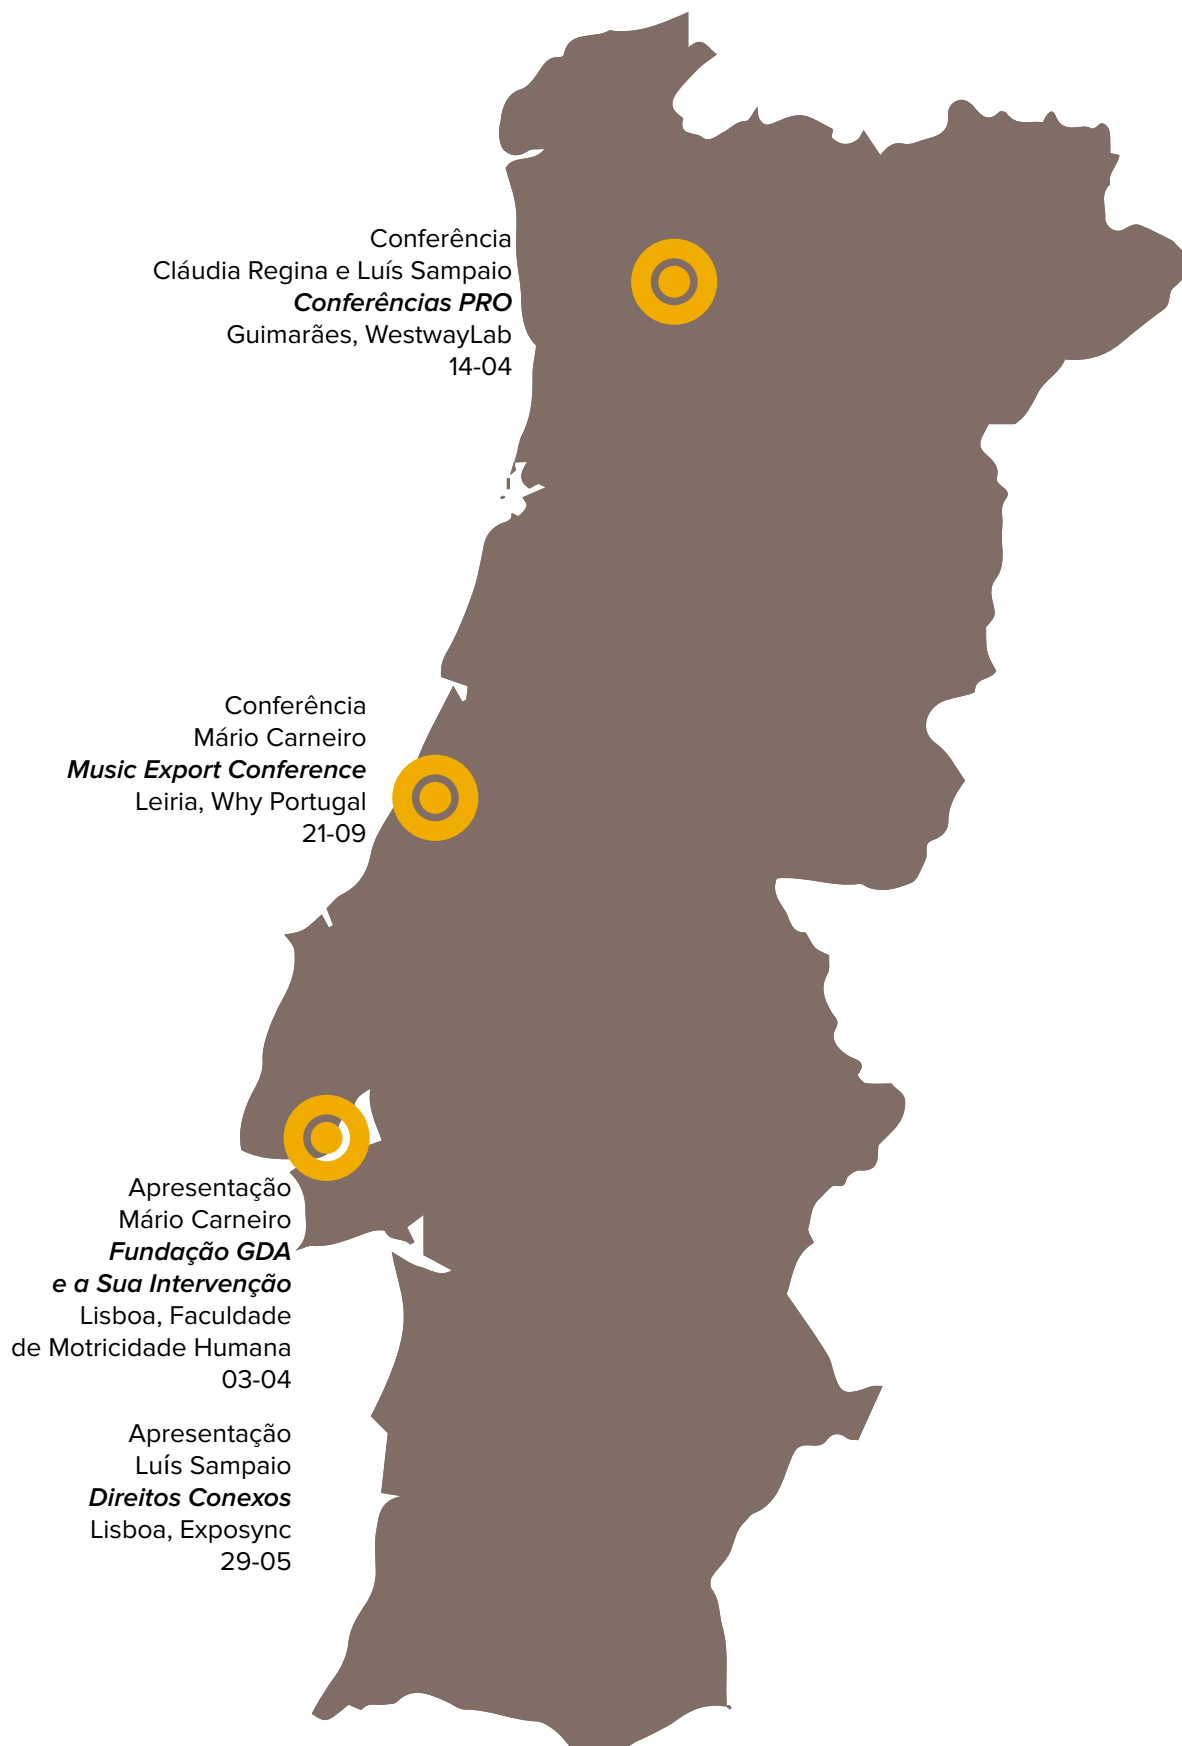 Conferência
Cláudia Regina e Luís Sampaio
Conferências PRO
Guimarães, WestwayLab
14-04
Conferência
Mário Carneiro
Music Export Conference
Leiria, Why Portugal
21-09
Apresentação
Mário Carneiro
Fundação GDA
e a Sua Intervenção
Lisboa, Faculdade
de Motricidade Humana
03-04
Apresentação
Luís Sampaio
Direitos Conexos
Lisboa, Exposync
29-05